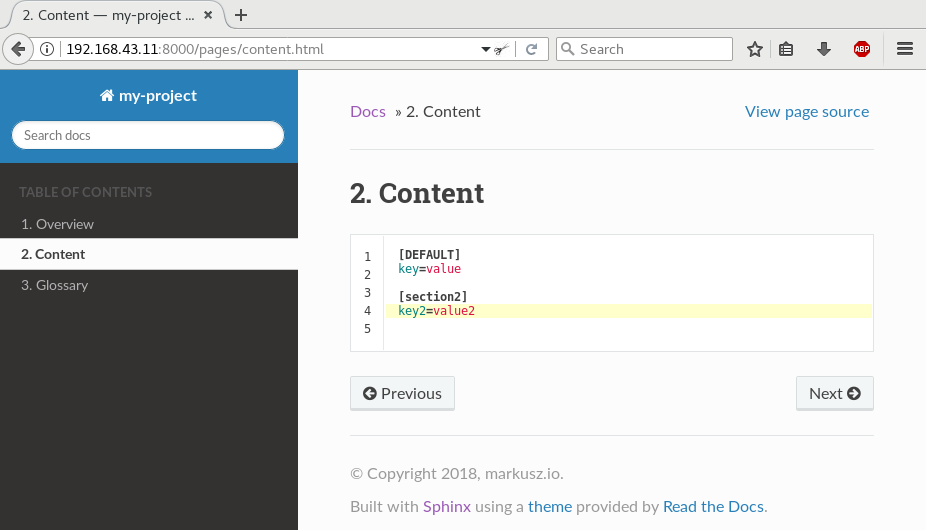 2. Content — my-project ...
192.168.43.11:8000/pages/content.html
Search
ABP
my-project
Search docs
TABLE OF CONTENTS
1. Overview
2. Content
3. Glossary
Docs » 2. Content
View page source
2. Content
1 [DEFAULT]
2 key=value
3
4 [section2]
5 key2=value2
Previous
Next
© Copyright 2018, markusz.io.
Built with Sphinx using a theme provided by Read the Docs.